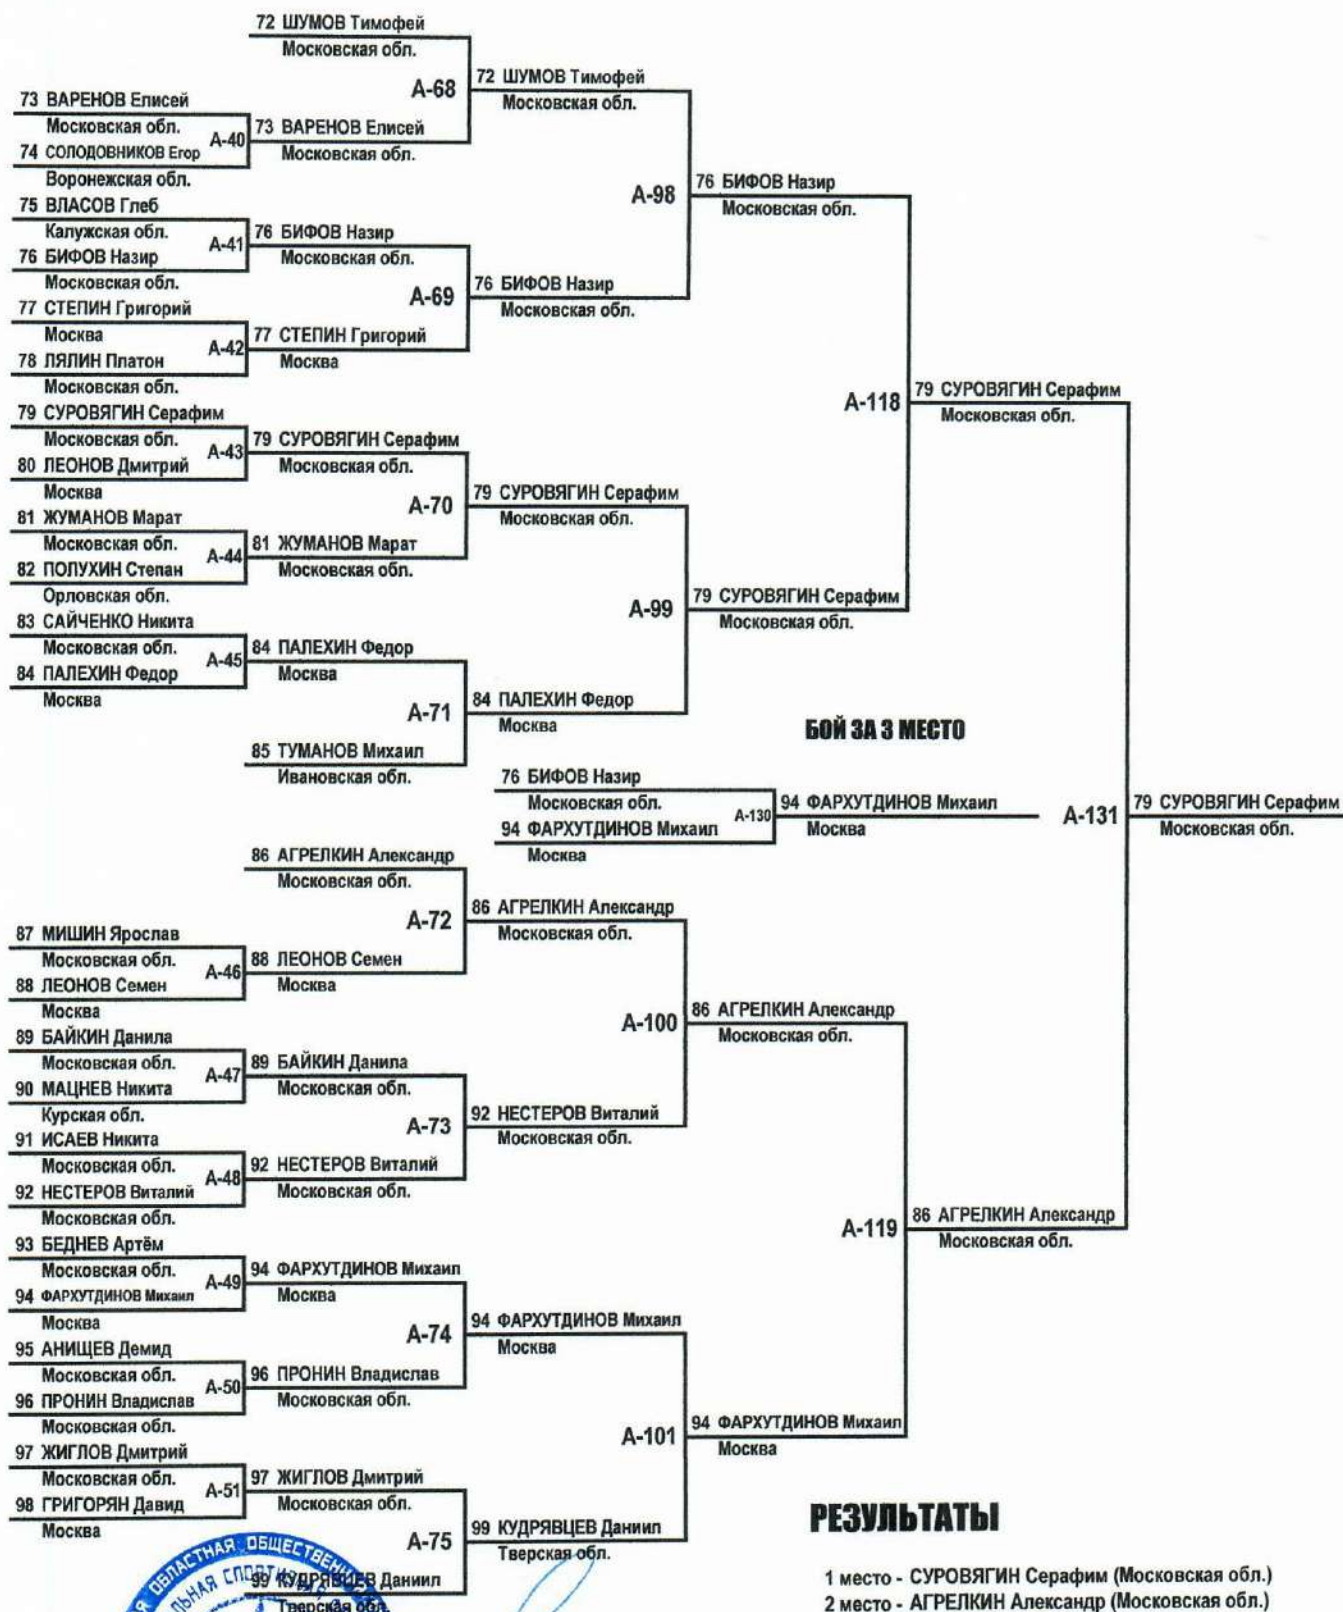 72 ШУМОВ Тимофей
Московская обл.
А-68
72 ШУМОВ Тимофей
Московская обл.
73 ВАРЕНОВ Елисей
Московская обл.
А-40
73 ВАРЕНОВ Елисей
Московская обл.
74 СОЛОДОВНИКОВ Егор
Воронежская обл.
А-98
76 БИФОВ Назир
Московская обл.
75 ВЛАСОВ Глеб
Калужская обл.
А-41
76 БИФОВ Назир
Московская обл.
76 БИФОВ Назир
Московская обл.
А-69
76 БИФОВ Назир
Московская обл.
77 СТЕПИН Григорий
Москва
А-42
77 СТЕПИН Григорий
Москва
78 ЛЯЛИН Платон
Московская обл.
А-118
79 СУРОВЯГИН Серафим
Московская обл.
79 СУРОВЯГИН Серафим
Московская обл.
А-43
79 СУРОВЯГИН Серафим
Московская обл.
80 ЛЕОНОВ Дмитрий
Москва
А-70
79 СУРОВЯГИН Серафим
Московская обл.
81 ЖУМАНОВ Марат
Московская обл.
А-44
81 ЖУМАНОВ Марат
Московская обл.
82 ПОЛУХИН Степан
Орловская обл.
А-99
79 СУРОВЯГИН Серафим
Московская обл.
83 САЙЧЕНКО Никита
Московская обл.
А-45
84 ПАЛЕХИН Федор
Москва
84 ПАЛЕХИН Федор
Москва
А-71
84 ПАЛЕХИН Федор
Москва
85 ТУМАНОВ Михаил
Ивановская обл.
БОЙ ЗА 3 МЕСТО
76 БИФОВ Назир
Московская обл.
А-130
94 ФАРХУТДИНОВ Михаил
Москва
94 ФАРХУТДИНОВ Михаил
Москва
А-131
79 СУРОВЯГИН Серафим
Московская обл.
86 АГРЕЛКИН Александр
Московская обл.
А-72
86 АГРЕЛКИН Александр
Московская обл.
87 МИШИН Ярослав
Московская обл.
А-46
88 ЛЕОНОВ Семен
Москва
88 ЛЕОНОВ Семен
Москва
А-100
86 АГРЕЛКИН Александр
Московская обл.
89 БАЙКИН Данила
Московская обл.
А-47
89 БАЙКИН Данила
Московская обл.
90 МАЦНЕВ Никита
Курская обл.
А-73
92 НЕСТЕРОВ Виталий
Московская обл.
91 ИСАЕВ Никита
Московская обл.
А-48
92 НЕСТЕРОВ Виталий
Московская обл.
92 НЕСТЕРОВ Виталий
Московская обл.
А-119
86 АГРЕЛКИН Александр
Московская обл.
93 БЕДНЕВ Артём
Московская обл.
А-49
94 ФАРХУТДИНОВ Михаил
Москва
94 ФАРХУТДИНОВ Михаил
Москва
А-74
94 ФАРХУТДИНОВ Михаил
Москва
95 АНИЩЕВ Демид
Московская обл.
А-50
96 ПРОНИН Владислав
Московская обл.
96 ПРОНИН Владислав
Московская обл.
А-101
94 ФАРХУТДИНОВ Михаил
Москва
97 ЖИГЛОВ Дмитрий
Московская обл.
А-51
97 ЖИГЛОВ Дмитрий
Московская обл.
98 ГРИГОРЯН Давид
Москва
А-75
99 КУДРЯВЦЕВ Даниил
Тверская обл.
99 КУДРЯВЦЕВ Даниил
Тверская обл.
ОБЛАСТНАЯ ОБЩЕСТВЕННАЯ
РЕЗУЛЬТАТЫ
1 место - СУРОВЯГИН Серафим (Московская обл.)
2 место - АГРЕЛКИН Александр (Московская обл.)